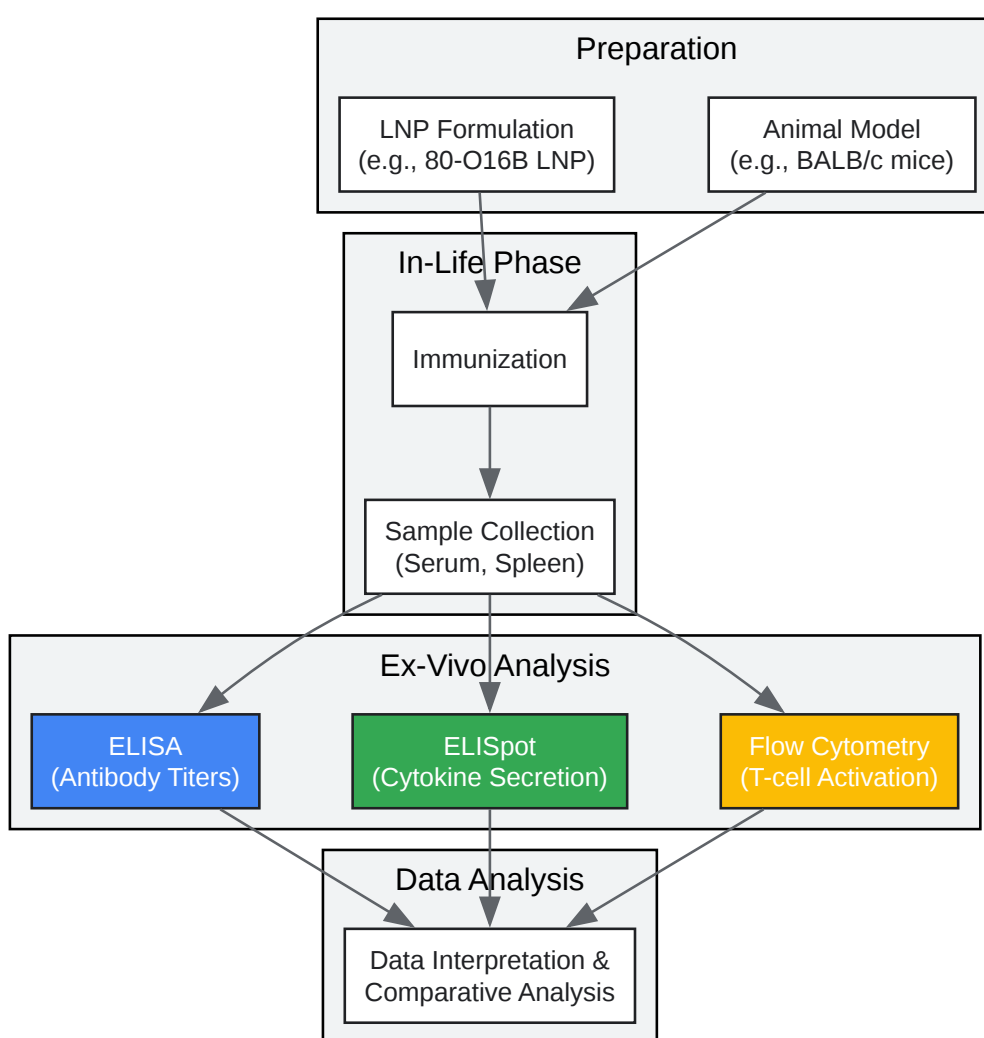 Preparation
LNP Formulation
(e.g., 80-O16B LNP)
Animal Model
(e.g., BALB/c mice)
In-Life Phase
Immunization
Sample Collection
(Serum, Spleen)
Ex-Vivo Analysis
ELISA
(Antibody Titers)
ELISpot
(Cytokine Secretion)
Flow Cytometry
(T-cell Activation)
Data Analysis
Data Interpretation &
Comparative Analysis